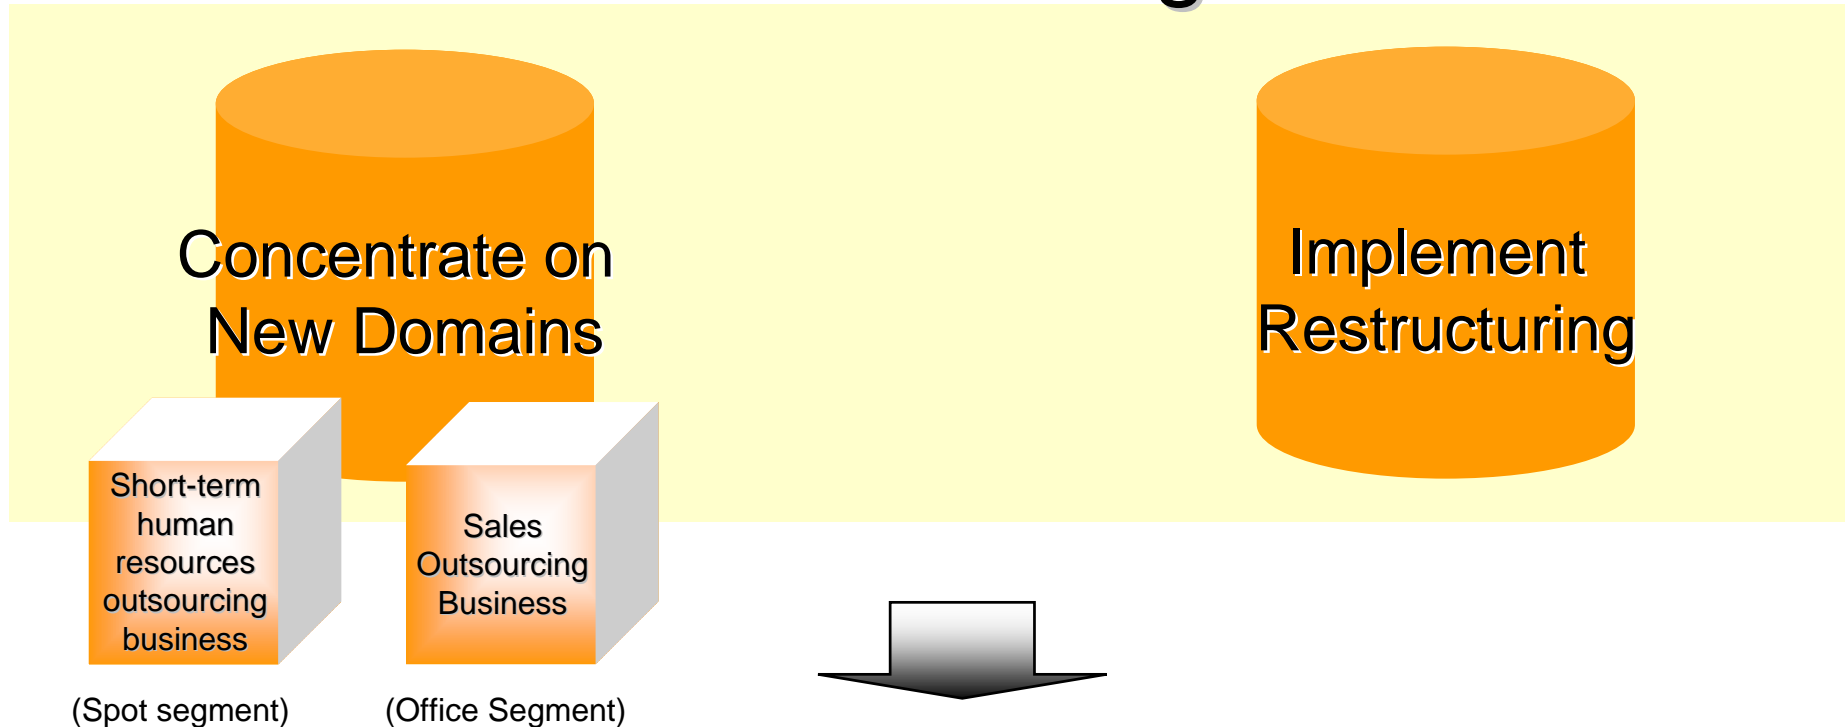 Concentrate on
New Domains
Implement
Restructuring
Short-term
human
resources
outsourcing
business
Sales
Outsourcing
Business
(Spot segment)
(Office Segment)